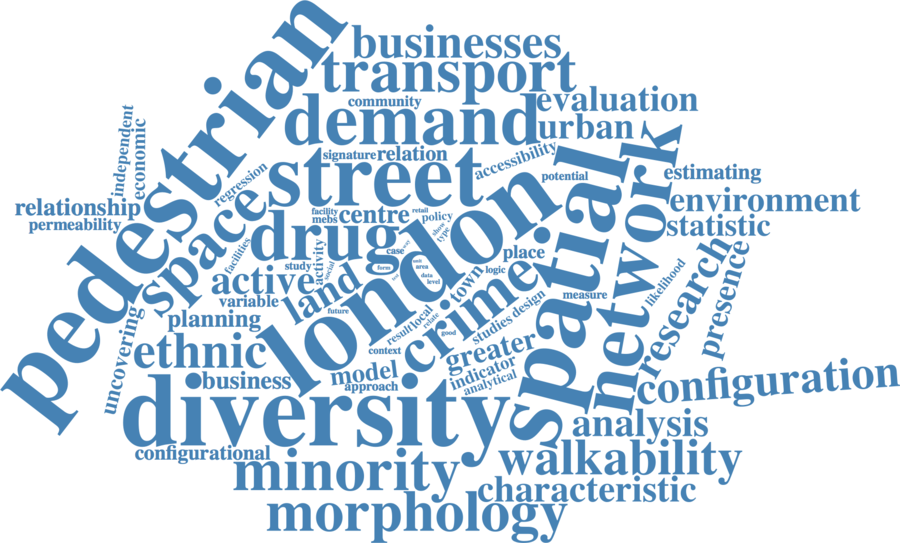 businesses
transport
community
demand
evaluation
urban
pedestrian
independent
economic
signature
relation
accessibility
potential
street
regression
spatial
network
estimating
relationship
permeability
space
facility
mebs
centre
retail
policy
environment
statistic
drug
facilities
activity
case
type
place
london
study
social
form
area
data
level
logic
active
land
town
crime
research
presence
likelihood
variable
future
measure
uncovering
planning
result
local
relate
good
studies
design
ethnic
context
greater
model
approach
indicator
analytical
business
configuration
diversity
analysis
configurational
minority
walkability
characteristic
morphology